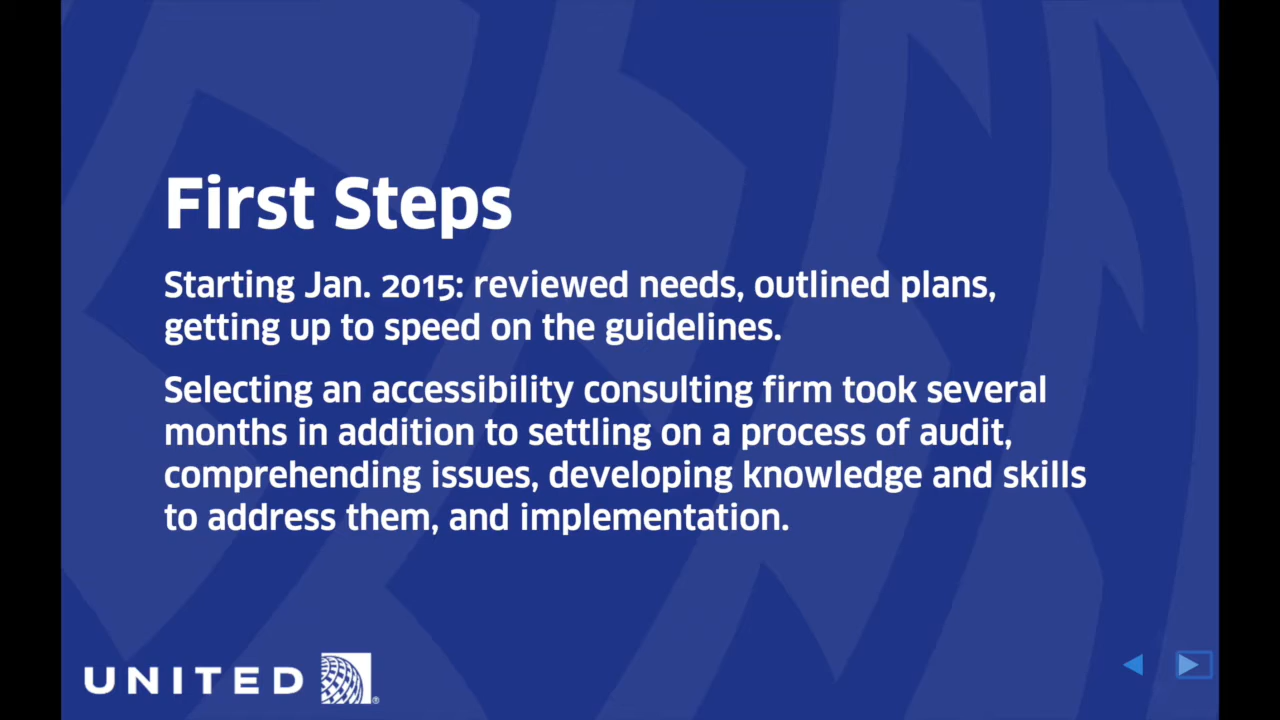 First Steps
Starting Jan. 2015: reviewed needs, outlined plans,
getting up to speed on the guidelines.
Selecting an accessibility consulting firm took several
months in addition to settling on a process of audit,
comprehending issues, developing knowledge and skills
to address them, and implementation.
UNITED ®